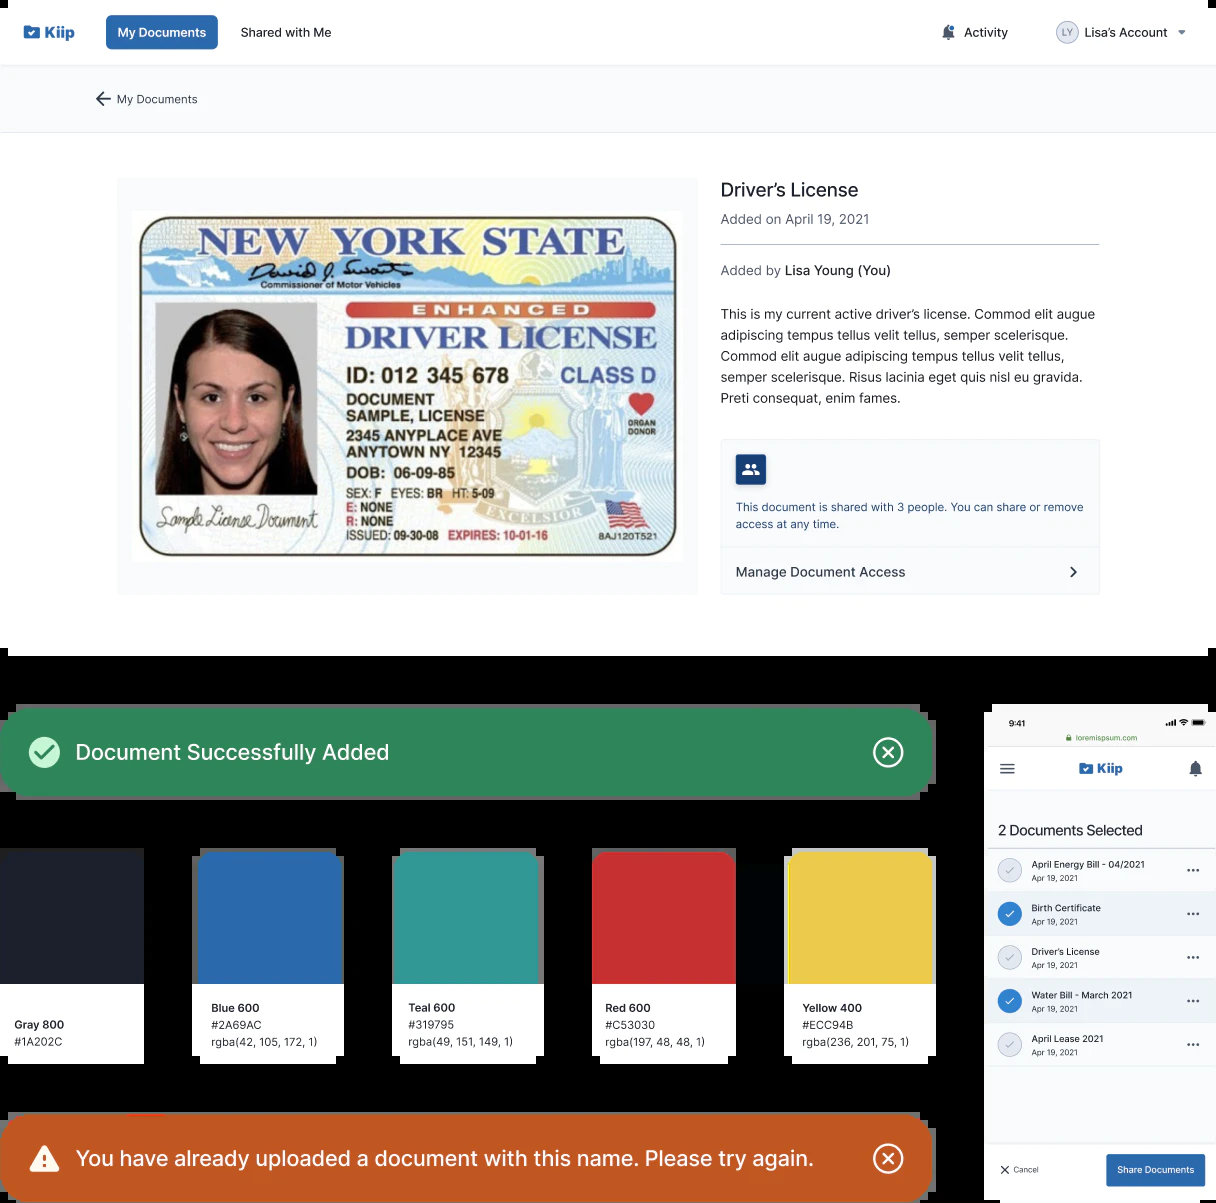 Kiip
My Documents
Shared with Me
Activity
LY
Lisa's Account
My Documents
NEW YORK STATE
David J. Swarts
Commissioner of Motor Vehicles
ENHANCED
DRIVER LICENSE
ID: 012 345 678 CLASS D
DOCUMENT
SAMPLE, LICENSE
ORGAN
DONOR
2345 ANYPLACE AVE
ANYTOWN NY 12345
DOB: 06-09-85
SEX: F EYES: BR HT: 5-09
E: NONE
R: NONE
ISSUED: 09-30-08 EXPIRES: 10-01-16
8AJ120T521
EXCELSIOR
Sample License Document
Driver's License
Added on April 19, 2021
Added by Lisa Young (You)
This is my current active driver's license. Commod elit augue
adipiscing tempus tellus velit tellus, semper scelerisque.
Commod elit augue adipiscing tempus tellus velit tellus,
semper scelerisque. Risus lacinia eget quis nisl eu gravida.
Preti consequat, enim fames.
This document is shared with 3 people. You can share or remove
access at any time.
Manage Document Access
Document Successfully Added
Gray 800
#1A202C
Blue 600
#2A69AC
rgba(42, 105, 172, 1)
Teal 600
#319795
rgba(49, 151, 149, 1)
Red 600
#C53030
rgba(197, 48, 48, 1)
Yellow 400
#ECC94B
rgba(236, 201, 75, 1)
You have already uploaded a document with this name. Please try again.
9:41
loremispsum.com
Kiip
2 Documents Selected
April Energy Bill - 04/2021
Apr 19, 2021
Birth Certificate
Apr 19, 2021
Driver's License
Apr 19, 2021
Water Bill - March 2021
Apr 19, 2021
April Lease 2021
Apr 19, 2021
Cancel
Share Documents